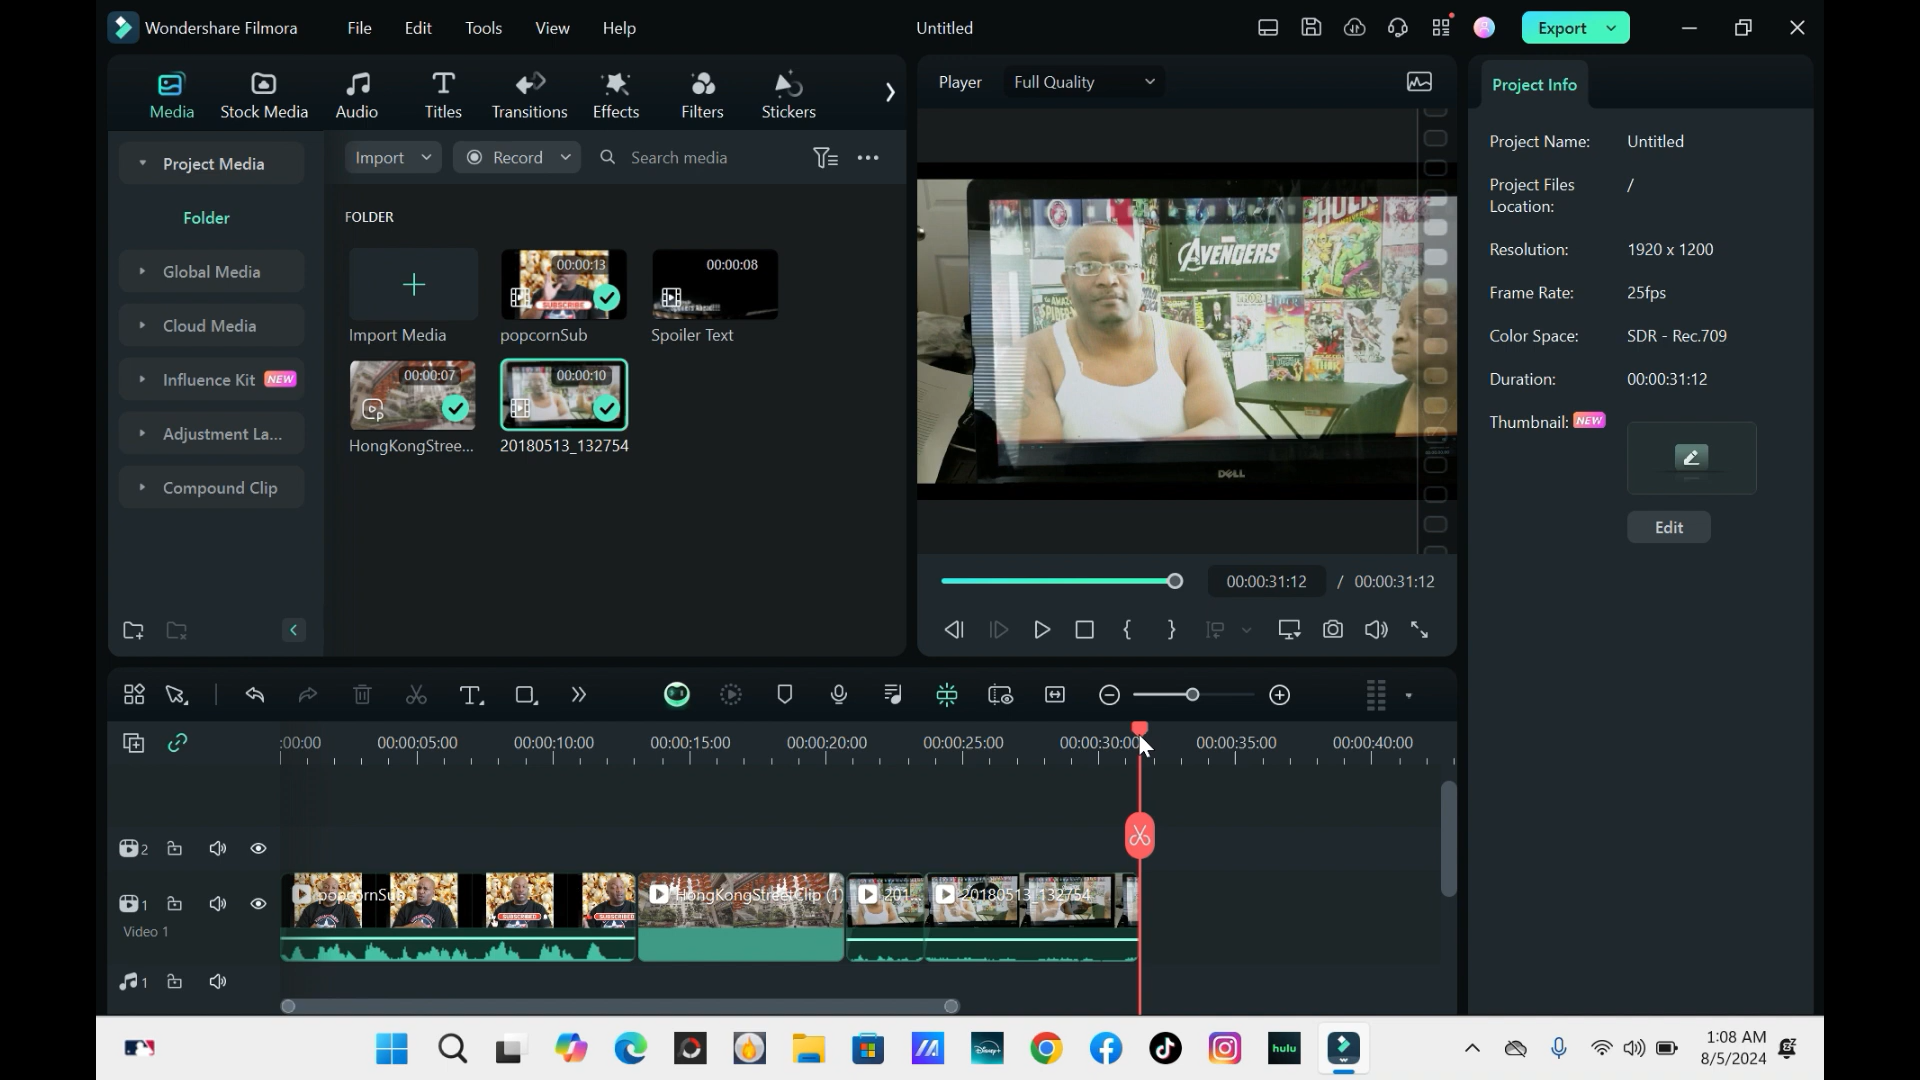 Wondershare Filmora
File
Edit
Tools
View
Help
Untitled
Export
Media
Stock Media
Audio
Titles
Transitions
Effects
Filters
Stickers
Player
Full Quality
Project Info
Project Media
Import
Record
Search media
Folder
Global Media
Cloud Media
Influence Kit NEW
Adjustment La...
Compound Clip
FOLDER
Import Media
00:00:13
SUBSCRIBE
popcornSub
00:00:08
Spoiler Text
00:00:07
HongKongStree...
00:00:10
20180513_132754
HULK
AVENGERS
DELL
Project Name: Untitled
Project Files
Location: /
Resolution: 1920 x 1200
Frame Rate: 25fps
Color Space: SDR - Rec.709
Duration: 00:00:31:12
Thumbnail: NEW
Edit
00:00:31:12 / 00:00:31:12
:00:00
00:00:05:00
00:00:10:00
00:00:15:00
00:00:20:00
00:00:25:00
00:00:30:00
00:00:35:00
00:00:40:00
2
1
Video 1
popcornSub
HongKongStreetClip (1)
201...
20180513_132754
1
Disney+
hulu
1:08 AM
8/5/2024